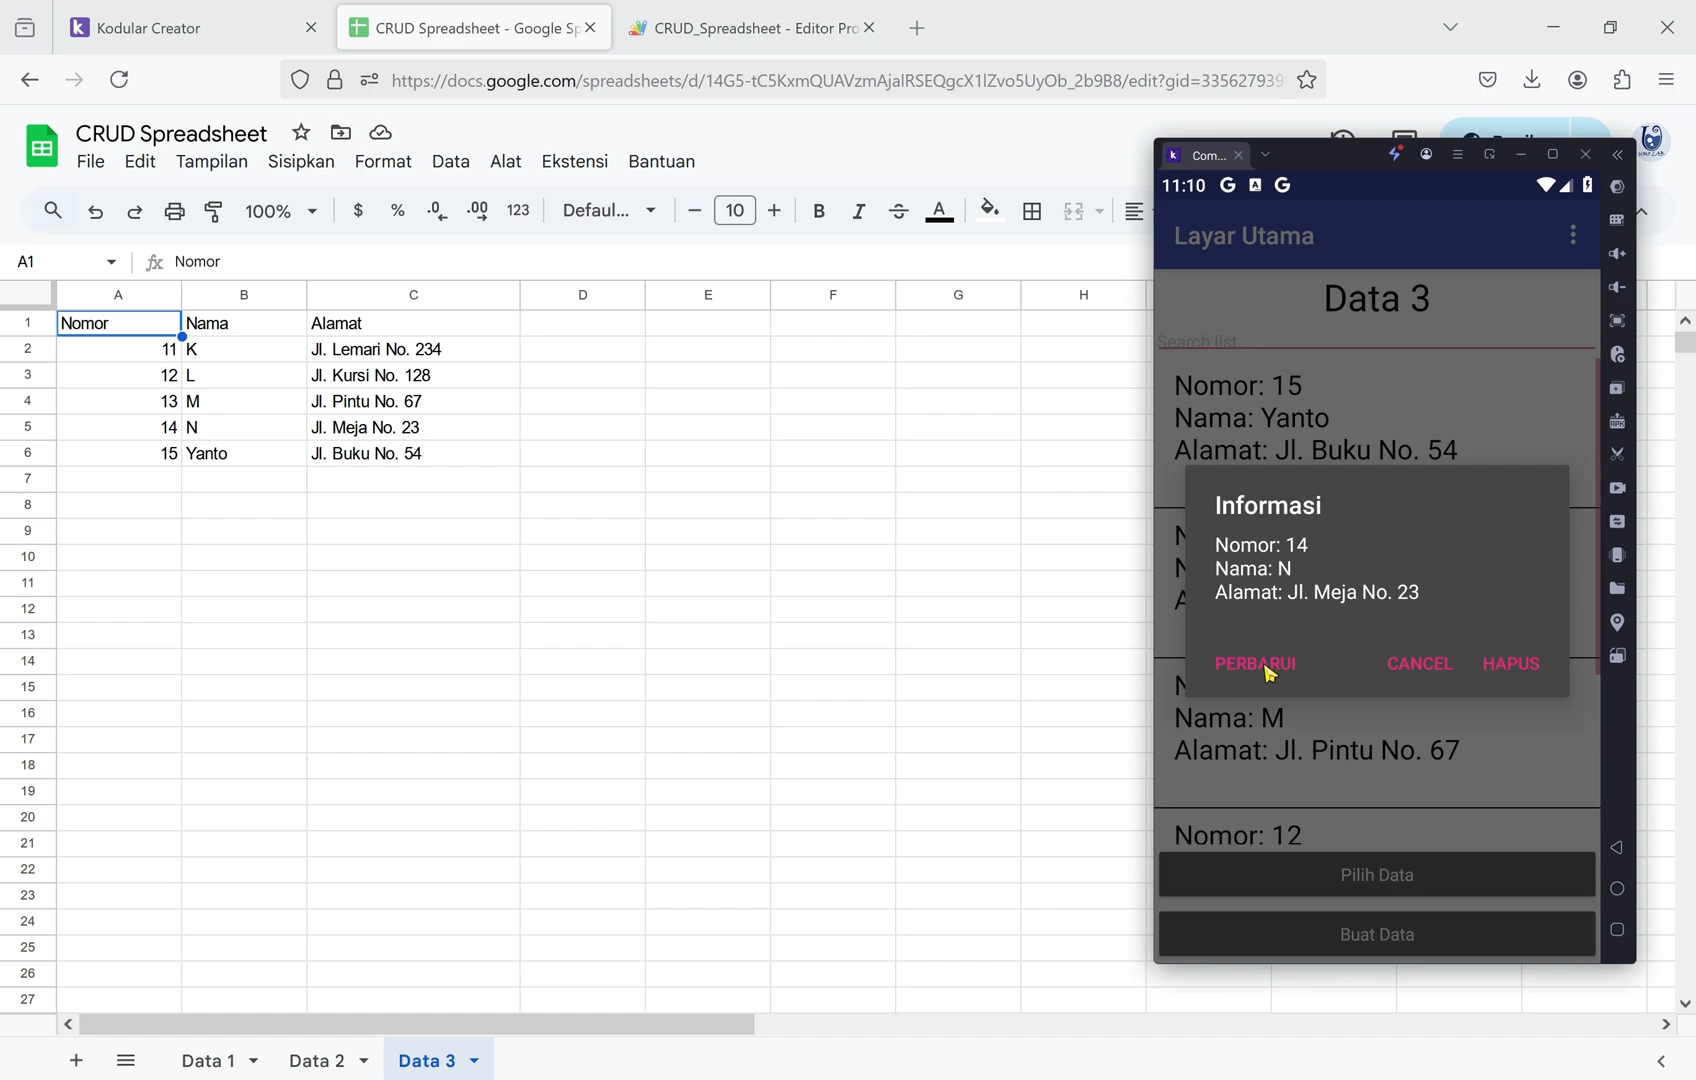 Kodular Creator
CRUD Spreadsheet - Google Sp
CRUD_Spreadsheet - Editor Pro
https://docs.google.com/spreadsheets/d/14G5-tC5KxmQUAVzmAjalRSEQgcX1lZvo5UyOb_2b9B8/edit?gid=335627939
CRUD Spreadsheet
File Edit Tampilan Sisipkan Format Data Alat Ekstensi Bantuan
100% $ % .0 .00 123 Defaul... 10 B I S A
A1 fx Nomor
A B C D E F G H
1 Nomor Nama Alamat
2 11 K Jl. Lemari No. 234
3 12 L Jl. Kursi No. 128
4 13 M Jl. Pintu No. 67
5 14 N Jl. Meja No. 23
6 15 Yanto Jl. Buku No. 54
7
8
9
10
11
12
13
14
15
16
17
18
19
20
21
22
23
24
25
26
27
Data 1 Data 2 Data 3
Com...
11:10
Layar Utama
Data 3
Search list...
Nomor: 15
Nama: Yanto
Alamat: Jl. Buku No. 54
Informasi
Nomor: 14
Nama: N
Alamat: Jl. Meja No. 23
PERBARUI CANCEL HAPUS
Nama: M
Alamat: Jl. Pintu No. 67
Nomor: 12
Pilih Data
Buat Data